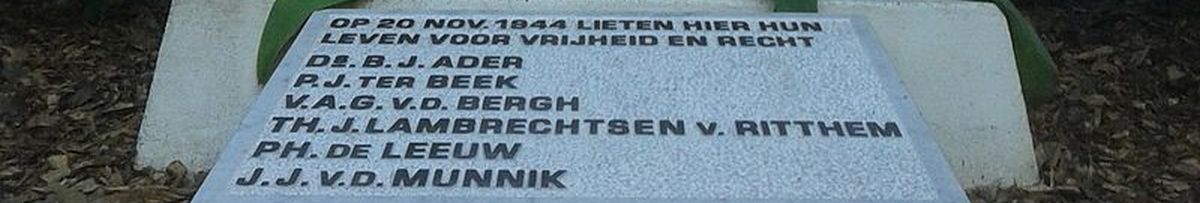 OP 20 NOV. 1944 LIETEN HIER HUN
LEVEN VOOR VRIJHEID EN RECHT
Ds. B. J. ADER
P. J. TER BEEK
V. A. G. V. D. BERGH
TH. J. LAMBRECHTSEN V. RITTHEM
PH. DE LEEUW
J. J. V. D. MUNNIK